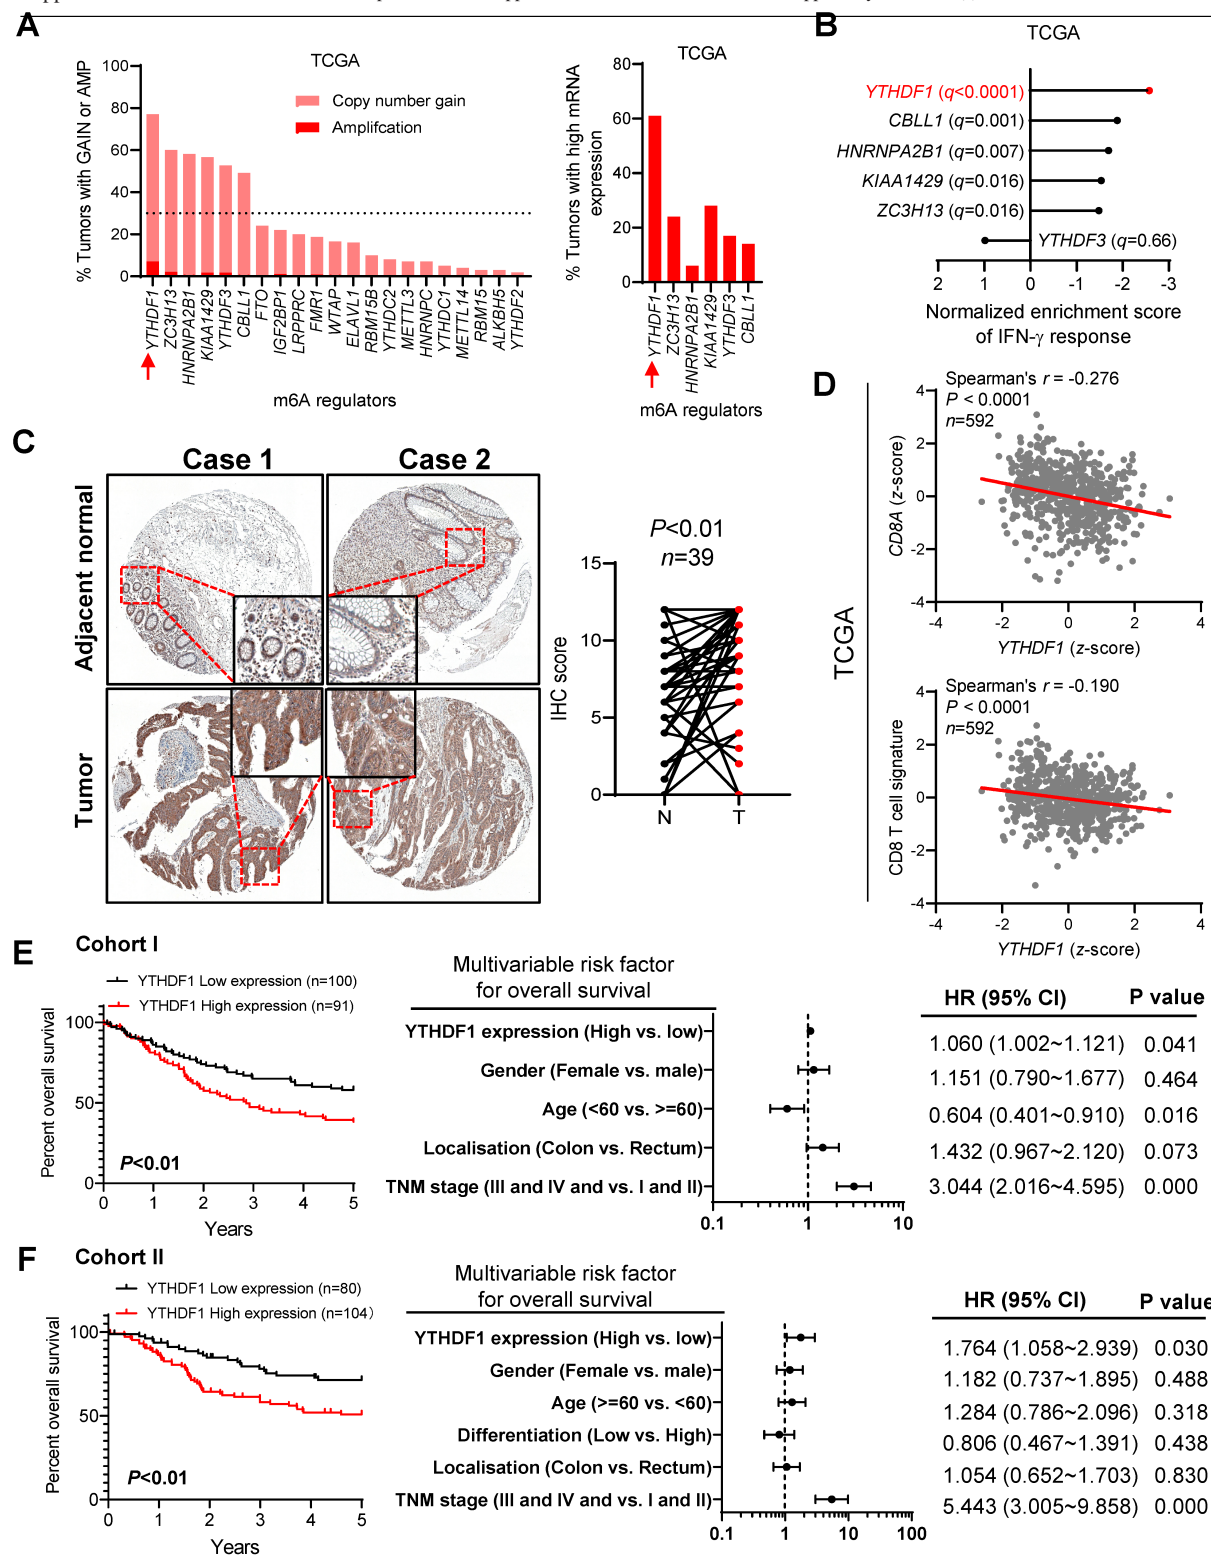 A
TCGA
% Tumors with GAIN or AMP
100
80
60
40
20
0
Copy number gain
Amplifcation
YTHDF1
ZC3H13
HNRNPA2B1
KIAA1429
YTHDF3
CBLL1
FTO
IGF2BP1
LRPPRC
FMR1
WTAP
ELAVL1
RBM15B
YTHDC2
METTL3
HNRNPC
YTHDC1
METTL14
RBM15
ALKBH5
YTHDF2
m6A regulators
TCGA
% Tumors with high mRNA
expression
80
60
40
20
0
YTHDF1
ZC3H13
HNRNPA2B1
KIAA1429
YTHDF3
CBLL1
m6A regulators
B
TCGA
YTHDF1 (q<0.0001)
CBLL1 (q=0.001)
HNRNPA2B1 (q=0.007)
KIAA1429 (q=0.016)
ZC3H13 (q=0.016)
YTHDF3 (q=0.66)
2 1 0 -1 -2 -3
Normalized enrichment score
of IFN-γ response
C
Case 1
Case 2
Adjacent normal
Tumor
P<0.01
n=39
IHC score
15
10
5
0
N T
D
TCGA
Spearman's r = -0.276
P < 0.0001
n=592
CD8A (z-score)
4
2
0
-2
-4
-4 -2 0 2 4
YTHDF1 (z-score)
Spearman's r = -0.190
P < 0.0001
n=592
CD8 T cell signature
4
2
0
-2
-4
-4 -2 0 2 4
YTHDF1 (z-score)
E
Cohort I
YTHDF1 Low expression (n=100)
YTHDF1 High expression (n=91)
Percent overall survival
100
50
0
P<0.01
0 1 2 3 4 5
Years
Multivariable risk factor
for overall survival
HR (95% CI) P value
YTHDF1 expression (High vs. low) 1.060 (1.002~1.121) 0.041
Gender (Female vs. male) 1.151 (0.790~1.677) 0.464
Age (<60 vs. >=60) 0.604 (0.401~0.910) 0.016
Localisation (Colon vs. Rectum) 1.432 (0.967~2.120) 0.073
TNM stage (III and IV and vs. I and II) 3.044 (2.016~4.595) 0.000
0.1 1 10
F
Cohort II
YTHDF1 Low expression (n=80)
YTHDF1 High expression (n=104)
Percent overall survival
100
50
0
P<0.01
0 1 2 3 4 5
Years
Multivariable risk factor
for overall survival
HR (95% CI) P value
YTHDF1 expression (High vs. low) 1.764 (1.058~2.939) 0.030
Gender (Female vs. male) 1.182 (0.737~1.895) 0.488
Age (>=60 vs. <60) 1.284 (0.786~2.096) 0.318
Differentiation (Low vs. High) 0.806 (0.467~1.391) 0.438
Localisation (Colon vs. Rectum) 1.054 (0.652~1.703) 0.830
TNM stage (III and IV and vs. I and II) 5.443 (3.005~9.858) 0.000
0.1 1 10 100